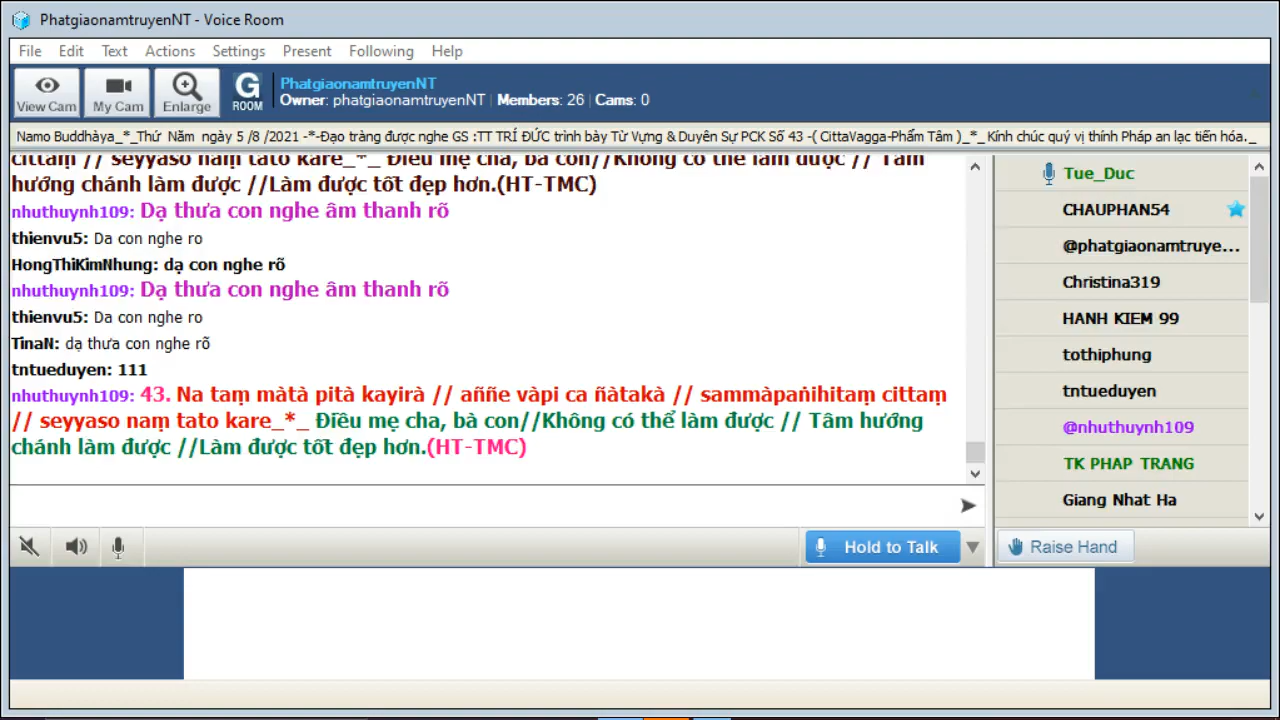 PhatgiaonamtruyenNT - Voice Room
File Edit Text Actions Settings Present Following Help
View Cam
My Cam
Enlarge
G
ROOM
PhatgiaonamtruyenNT
Owner: phatgiaonamtruyenNT | Members: 26 | Cams: 0
Namo Buddhàya_*_Thứ Năm ngày 5 /8 /2021 -*-Đạo tràng được nghe GS :TT TRÍ ĐỨC trình bày Từ Vựng & Duyên Sự PCK Số 43 -( CittaVagga-Phẩm Tâm )_*_ Kính chúc quý vị thính Pháp an lạc tiến hóa._
cittaṃ // seyyaso naṃ tato kare_*_ Điều mẹ cha, bà con//Không có thể làm được // Tâm
hướng chánh làm được //Làm được tốt đẹp hơn.(HT-TMC)
nhuthuynh109: Dạ thưa con nghe âm thanh rõ
thienvu5: Da con nghe ro
HongThiKimNhung: dạ con nghe rõ
nhuthuynh109: Dạ thưa con nghe âm thanh rõ
thienvu5: Da con nghe ro
TinaN: dạ thưa con nghe rõ
tntueduyen: 111
nhuthuynh109: 43. Na taṃ màtà pità kayirà // aññe vàpi ca ñàtakà // sammàpaṅihitaṃ cittaṃ
// seyyaso naṃ tato kare_*_ Điều mẹ cha, bà con//Không có thể làm được // Tâm hướng
chánh làm được //Làm được tốt đẹp hơn.(HT-TMC)
Tue_Duc
CHAUPHAN54
@phatgiaonamtruye...
Christina319
HANH KIEM 99
tothiphung
tntueduyen
@nhuthuynh109
TK PHAP TRANG
Giang Nhat Ha
Hold to Talk
Raise Hand